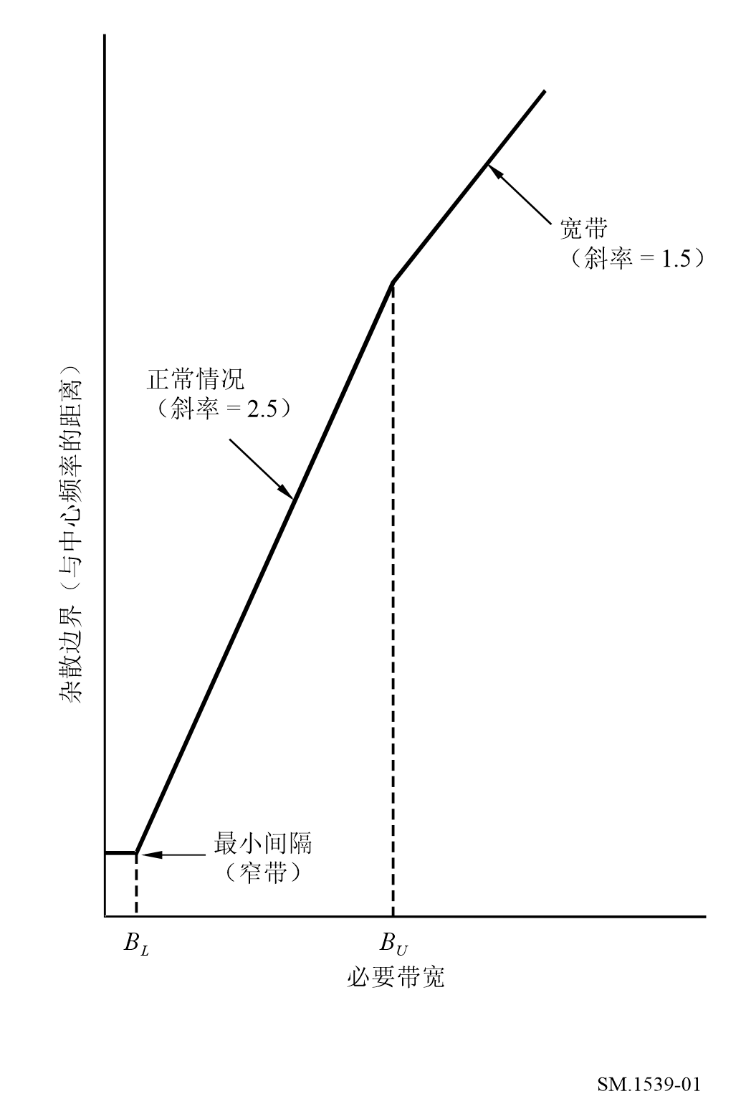 宽带
（斜率 = 1.5）
正常情况
（斜率 = 2.5）
杂散边界（与中心频率的距离）
最小间隔
（窄带）
B_L
B_U
必要带宽
SM.1539-01